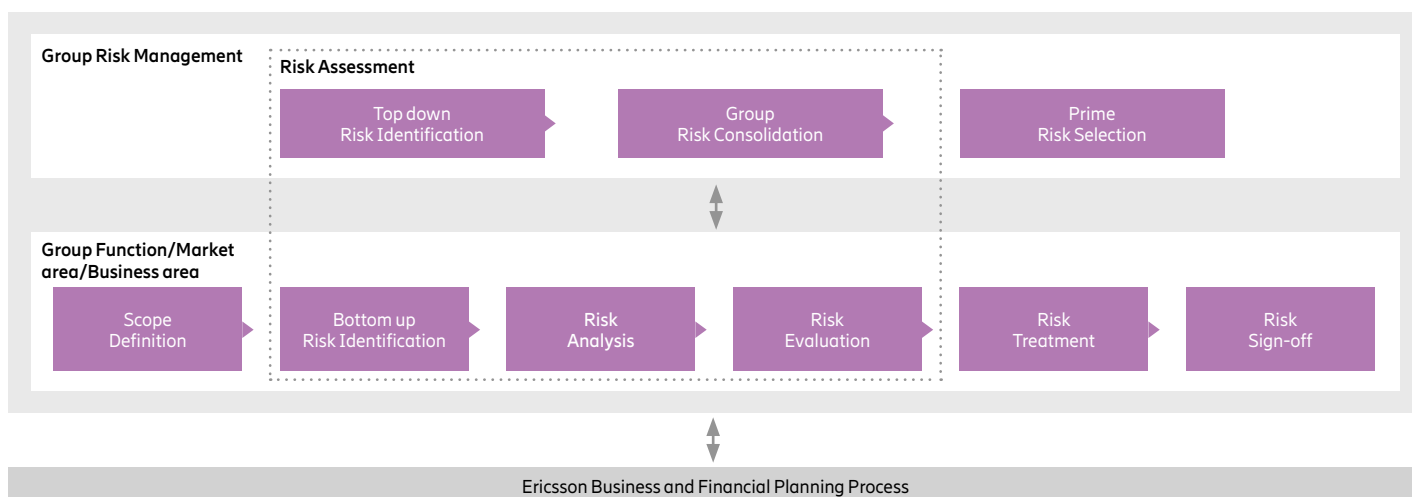 Group Risk Management
Risk Assessment
Top down
Risk Identification
Group
Risk Consolidation
Prime
Risk Selection
Group Function/Market
area/Business area
Scope
Definition
Bottom up
Risk Identification
Risk
Analysis
Risk
Evaluation
Risk
Treatment
Risk
Sign-off
Ericsson Business and Financial Planning Process